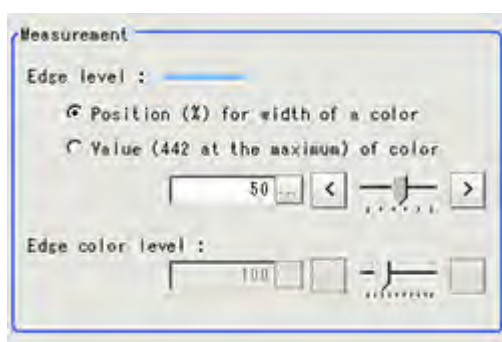 Measurement
Edge level :
Position (%) for width of a color
Value (442 at the maximum) of color
50 ... < >
Edge color level :
100